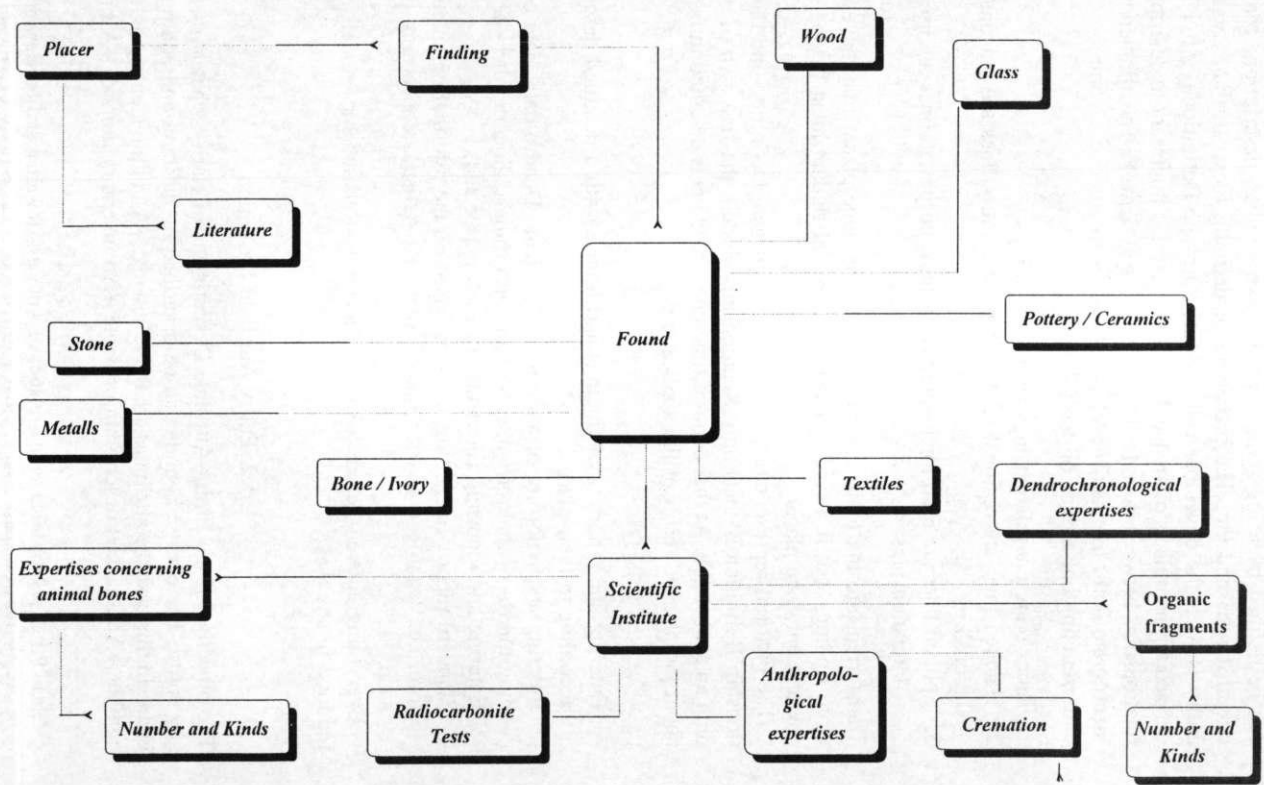 Placer
Finding
Wood
Glass
Literature
Found
Pottery / Ceramics
Stone
Metalls
Bone / Ivory
Textiles
Dendrochronological
expertises
Expertises concerning
animal bones
Scientific
Institute
Organic
fragments
Anthropolo-
gical
expertises
Radiocarbonite
Tests
Number and Kinds
Cremation
Number and
Kinds